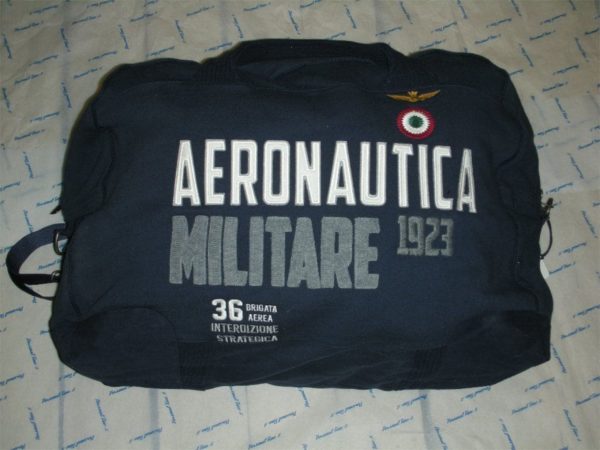 AERONAUTICA
MILITARE 1923
36 BRIGATA
AEREA
INTERDIZIONE
STRATEGICA